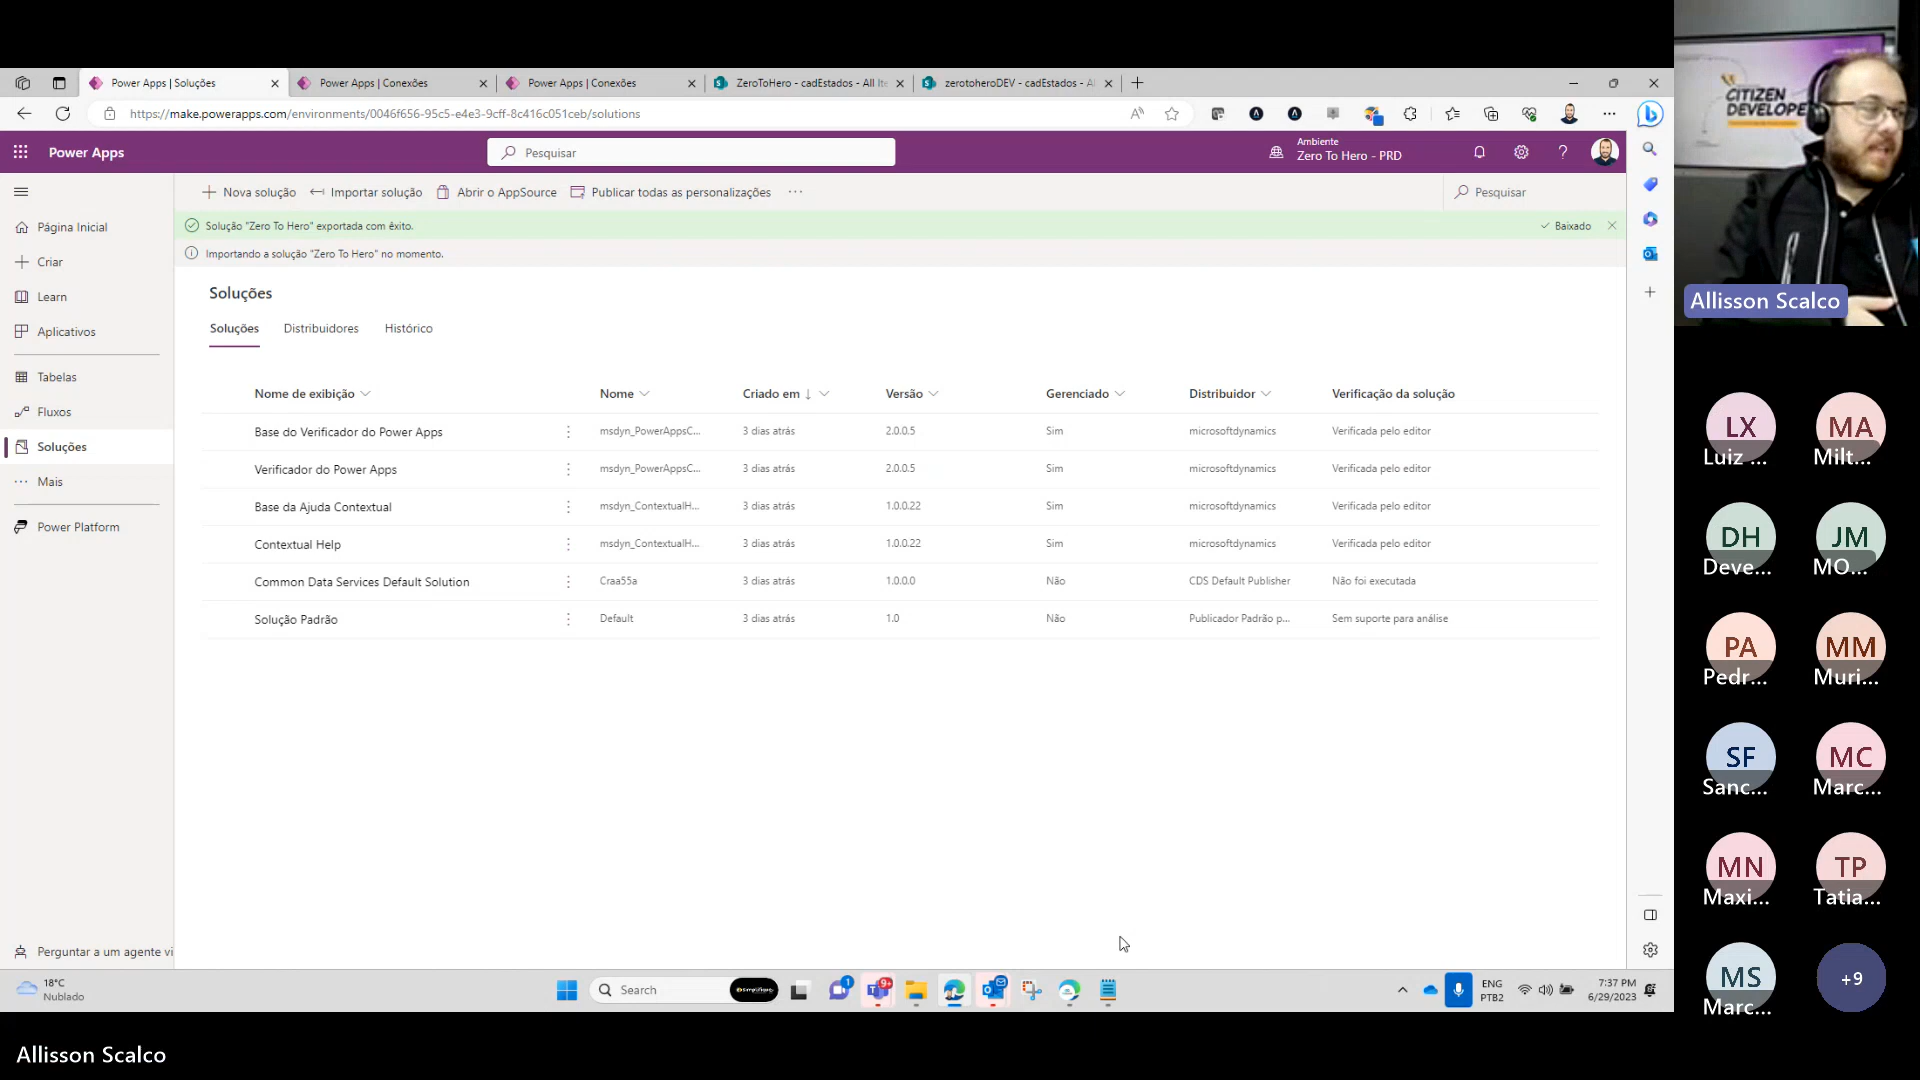 Power Apps | Soluções
Power Apps | Conexões
Power Apps | Conexões
ZeroToHero - cadEstados - All Ite
zerotoheroDEV - cadEstados - Al
https://make.powerapps.com/environments/0046f656-95c5-e4e3-9cff-8c416c051ceb/solutions
Power Apps
Pesquisar
Ambiente
Zero To Hero - PRD
Nova solução
Importar solução
Abrir o AppSource
Publicar todas as personalizações
Pesquisar
Solução "Zero To Hero" exportada com êxito.
Baixado
Importando a solução "Zero To Hero" no momento.
Página Inicial
Criar
Learn
Aplicativos
Tabelas
Fluxos
Soluções
Mais
Power Platform
Perguntar a um agente vi
Soluções
Soluções Distribuidores Histórico
Nome de exibição Nome Criado em Versão Gerenciado Distribuidor Verificação da solução
Base do Verificador do Power Apps msdyn_PowerAppsC... 3 dias atrás 2.0.0.5 Sim microsoftdynamics Verificada pelo editor
Verificador do Power Apps msdyn_PowerAppsC... 3 dias atrás 2.0.0.5 Sim microsoftdynamics Verificada pelo editor
Base da Ajuda Contextual msdyn_ContextualH... 3 dias atrás 1.0.0.22 Sim microsoftdynamics Verificada pelo editor
Contextual Help msdyn_ContextualH... 3 dias atrás 1.0.0.22 Sim microsoftdynamics Verificada pelo editor
Common Data Services Default Solution Craa55a 3 dias atrás 1.0.0.0 Não CDS Default Publisher Não foi executada
Solução Padrão Default 3 dias atrás 1.0 Não Publicador Padrão p... Sem suporte para análise
18°C
Nublado
Search
1
9+
ENG
PTB2
7:37 PM
6/29/2023
CITIZEN
DEVELOPE
Allisson Scalco
LX
Luiz ...
MA
Milt...
DH
Deve...
JM
MO...
PA
Pedr...
MM
Muri...
SF
Sanc...
MC
Marc...
MN
Maxi...
TP
Tatia...
MS
Marc...
+9
Allisson Scalco